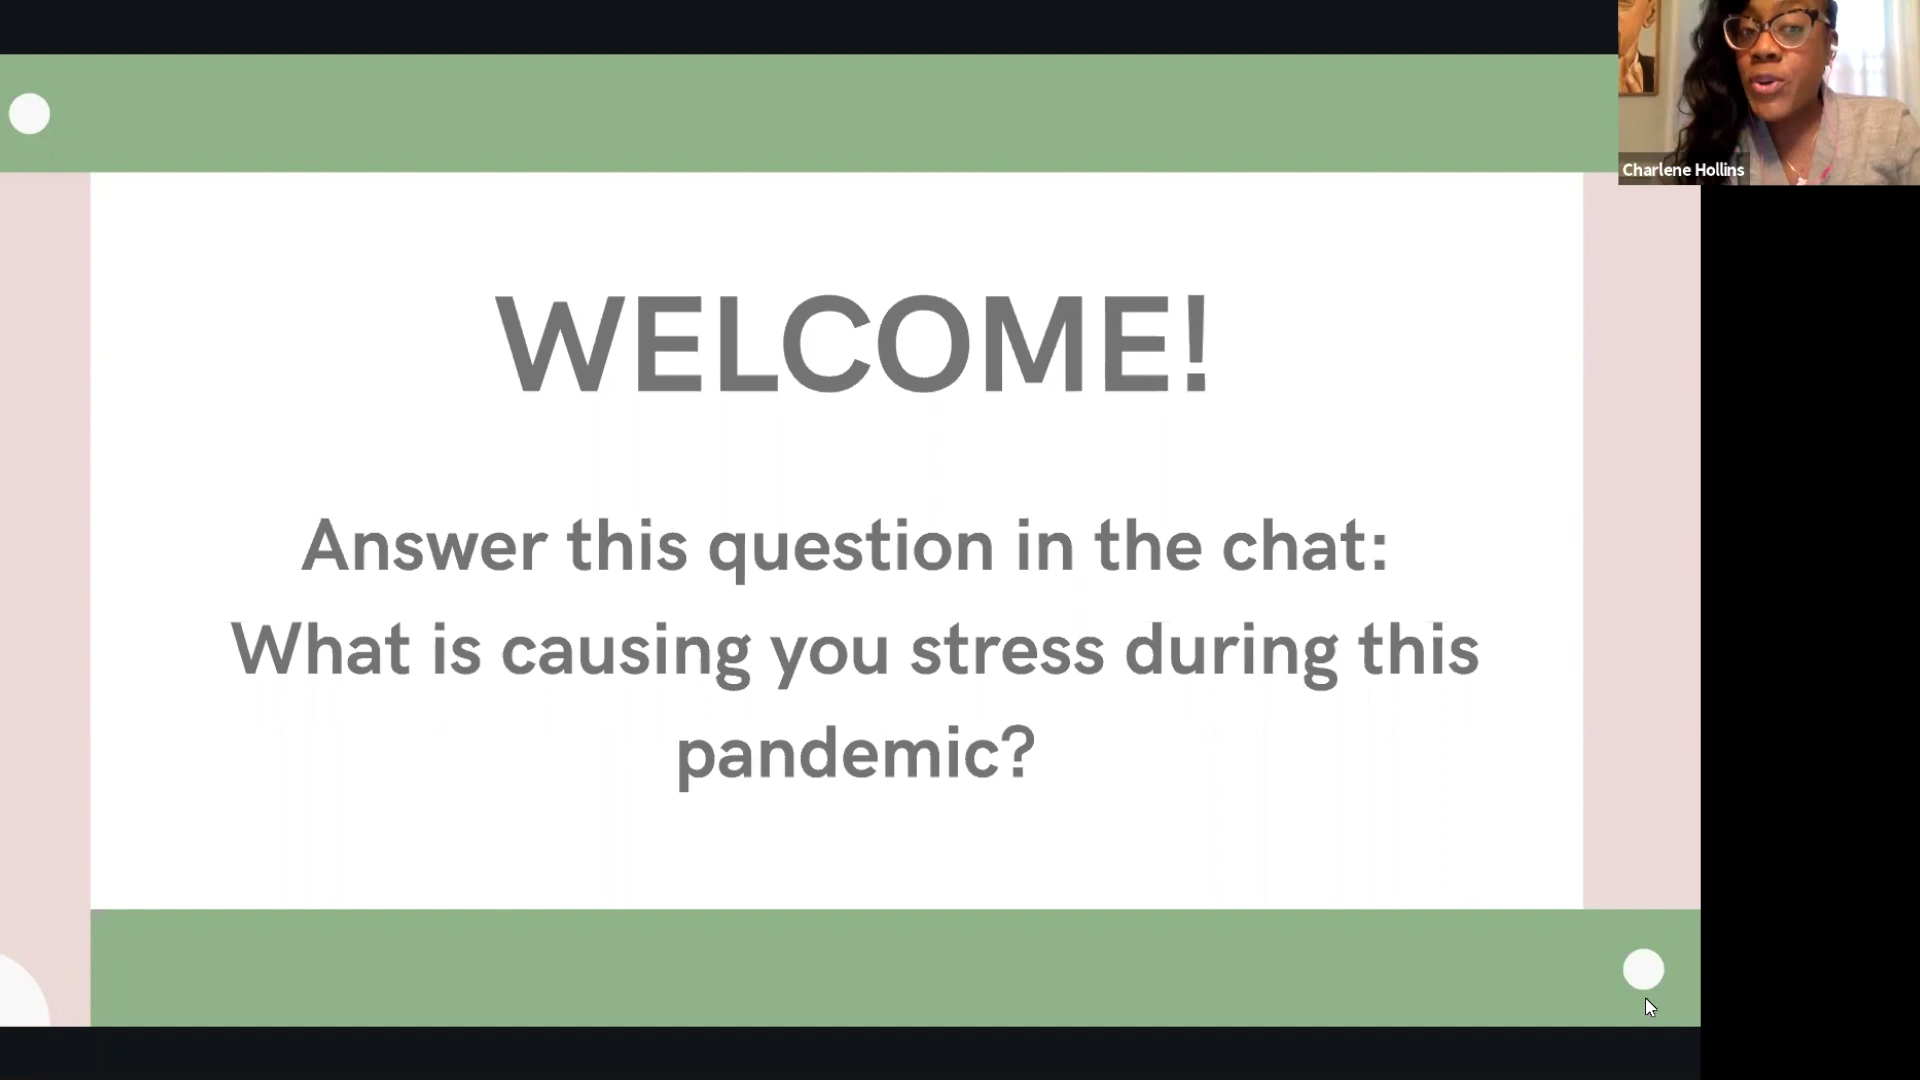 WELCOME!
Answer this question in the chat:
What is causing you stress during this
pandemic?
Charlene Hollins